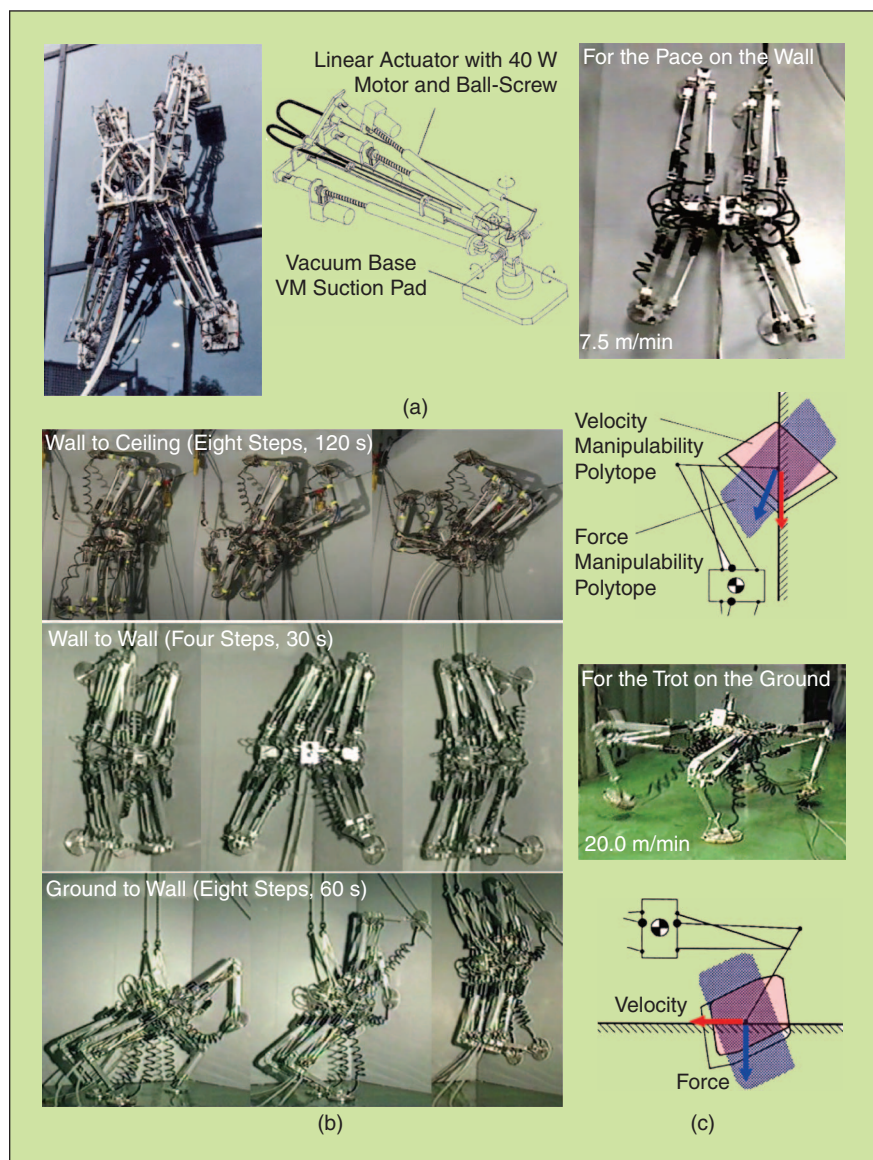 Linear Actuator with 40 W
Motor and Ball-Screw
Vacuum Base
VM Suction Pad
For the Pace on the Wall
7.5 m/min
(a)
Wall to Ceiling (Eight Steps, 120 s)
Wall to Wall (Four Steps, 30 s)
Ground to Wall (Eight Steps, 60 s)
(b)
Velocity
Manipulability
Polytope
Force
Manipulability
Polytope
For the Trot on the Ground
20.0 m/min
Velocity
Force
(c)